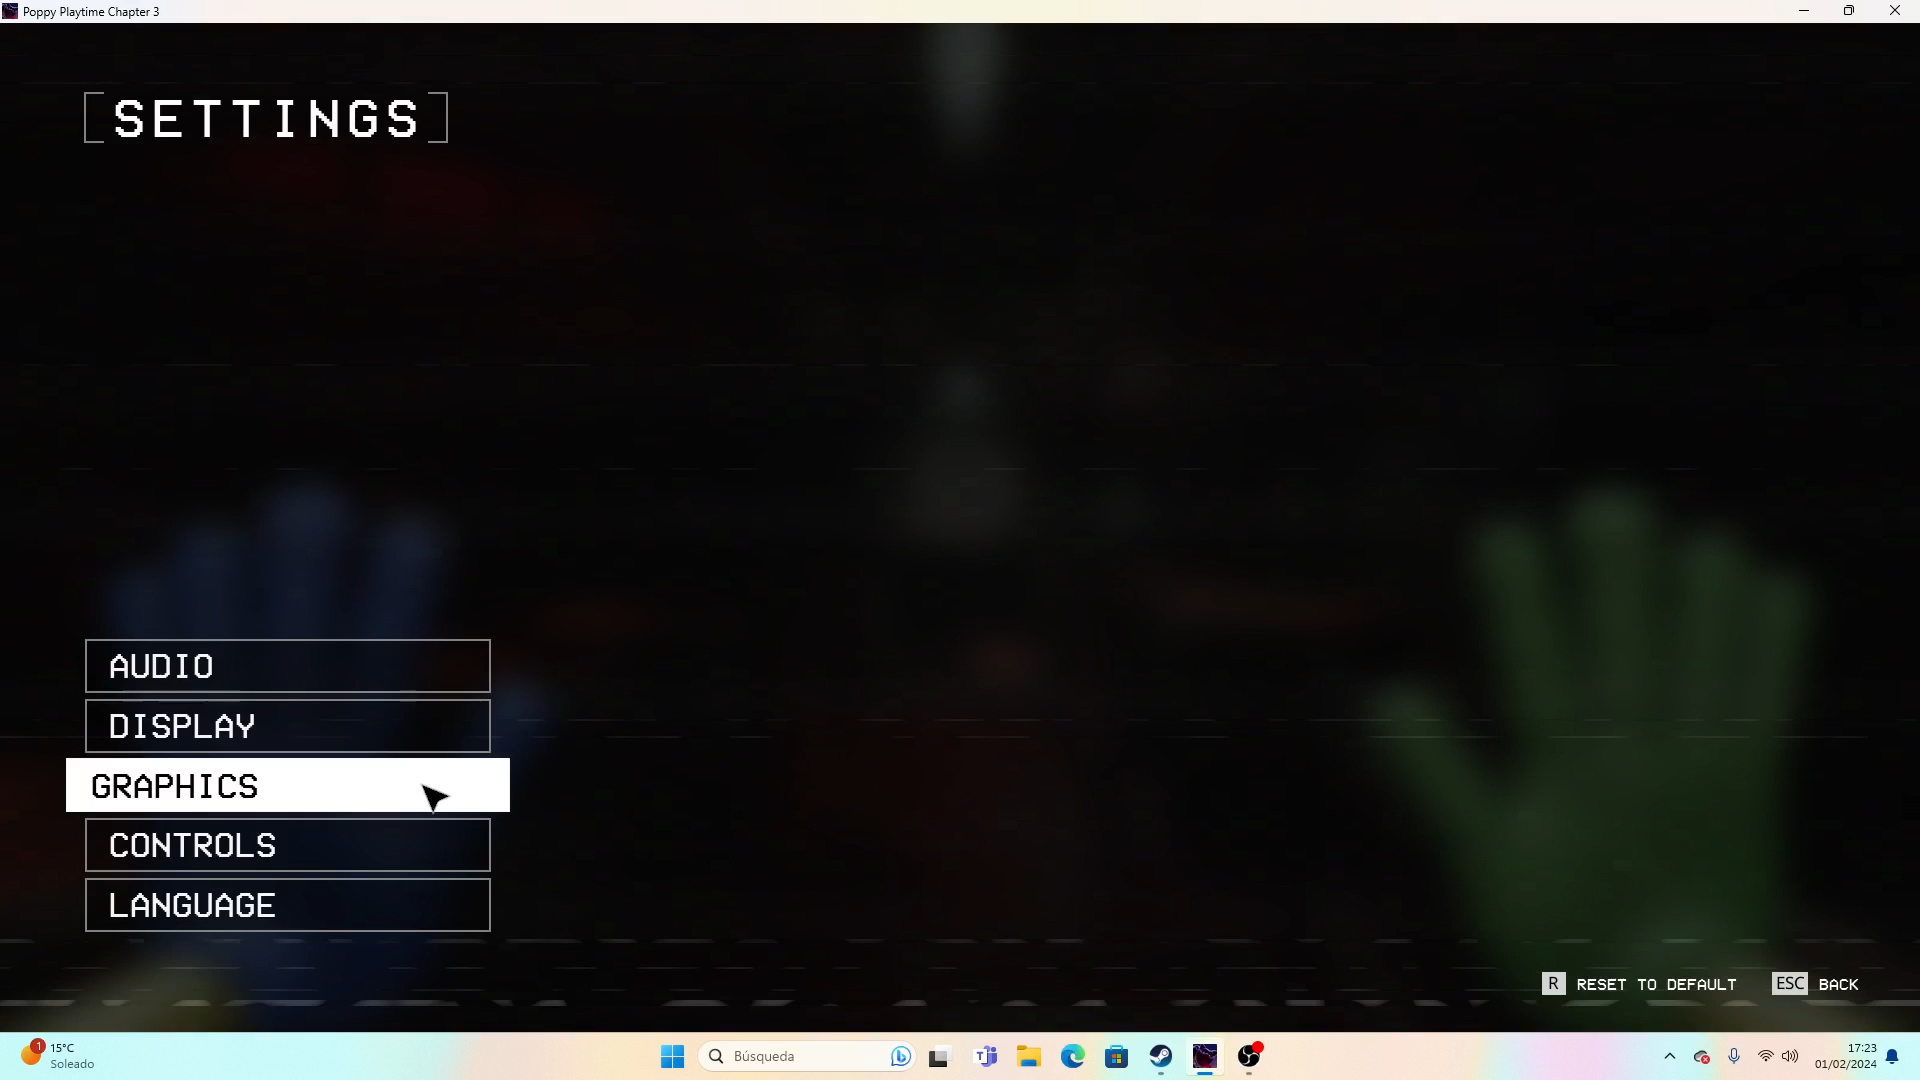 Poppy Playtime Chapter 3
SETTINGS
AUDIO
DISPLAY
GRAPHICS
CONTROLS
LANGUAGE
R RESET TO DEFAULT ESC BACK
1 15°C
Soleado
Búsqueda
17:23
01/02/2024